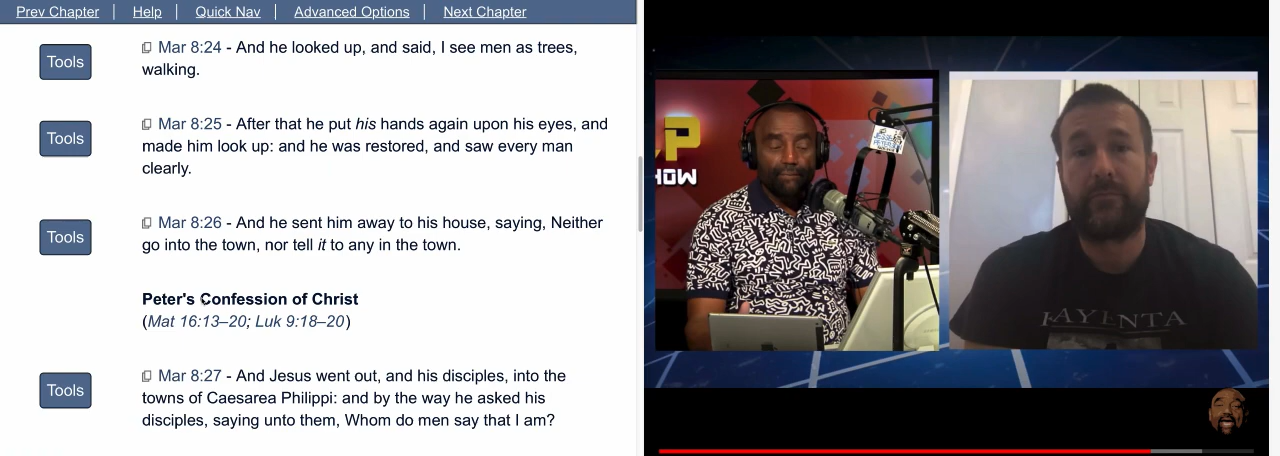 Prev Chapter | Help | Quick Nav | Advanced Options | Next Chapter
Tools
Mar 8:24 - And he looked up, and said, I see men as trees,
walking.
Tools
Mar 8:25 - After that he put his hands again upon his eyes, and
made him look up: and he was restored, and saw every man
clearly.
Tools
Mar 8:26 - And he sent him away to his house, saying, Neither
go into the town, nor tell it to any in the town.
Peter's Confession of Christ
(Mat 16:13–20; Luk 9:18–20)
Tools
Mar 8:27 - And Jesus went out, and his disciples, into the
towns of Caesarea Philippi: and by the way he asked his
disciples, saying unto them, Whom do men say that I am?
LP
HOW
JESSE
PETER
KAYENTA